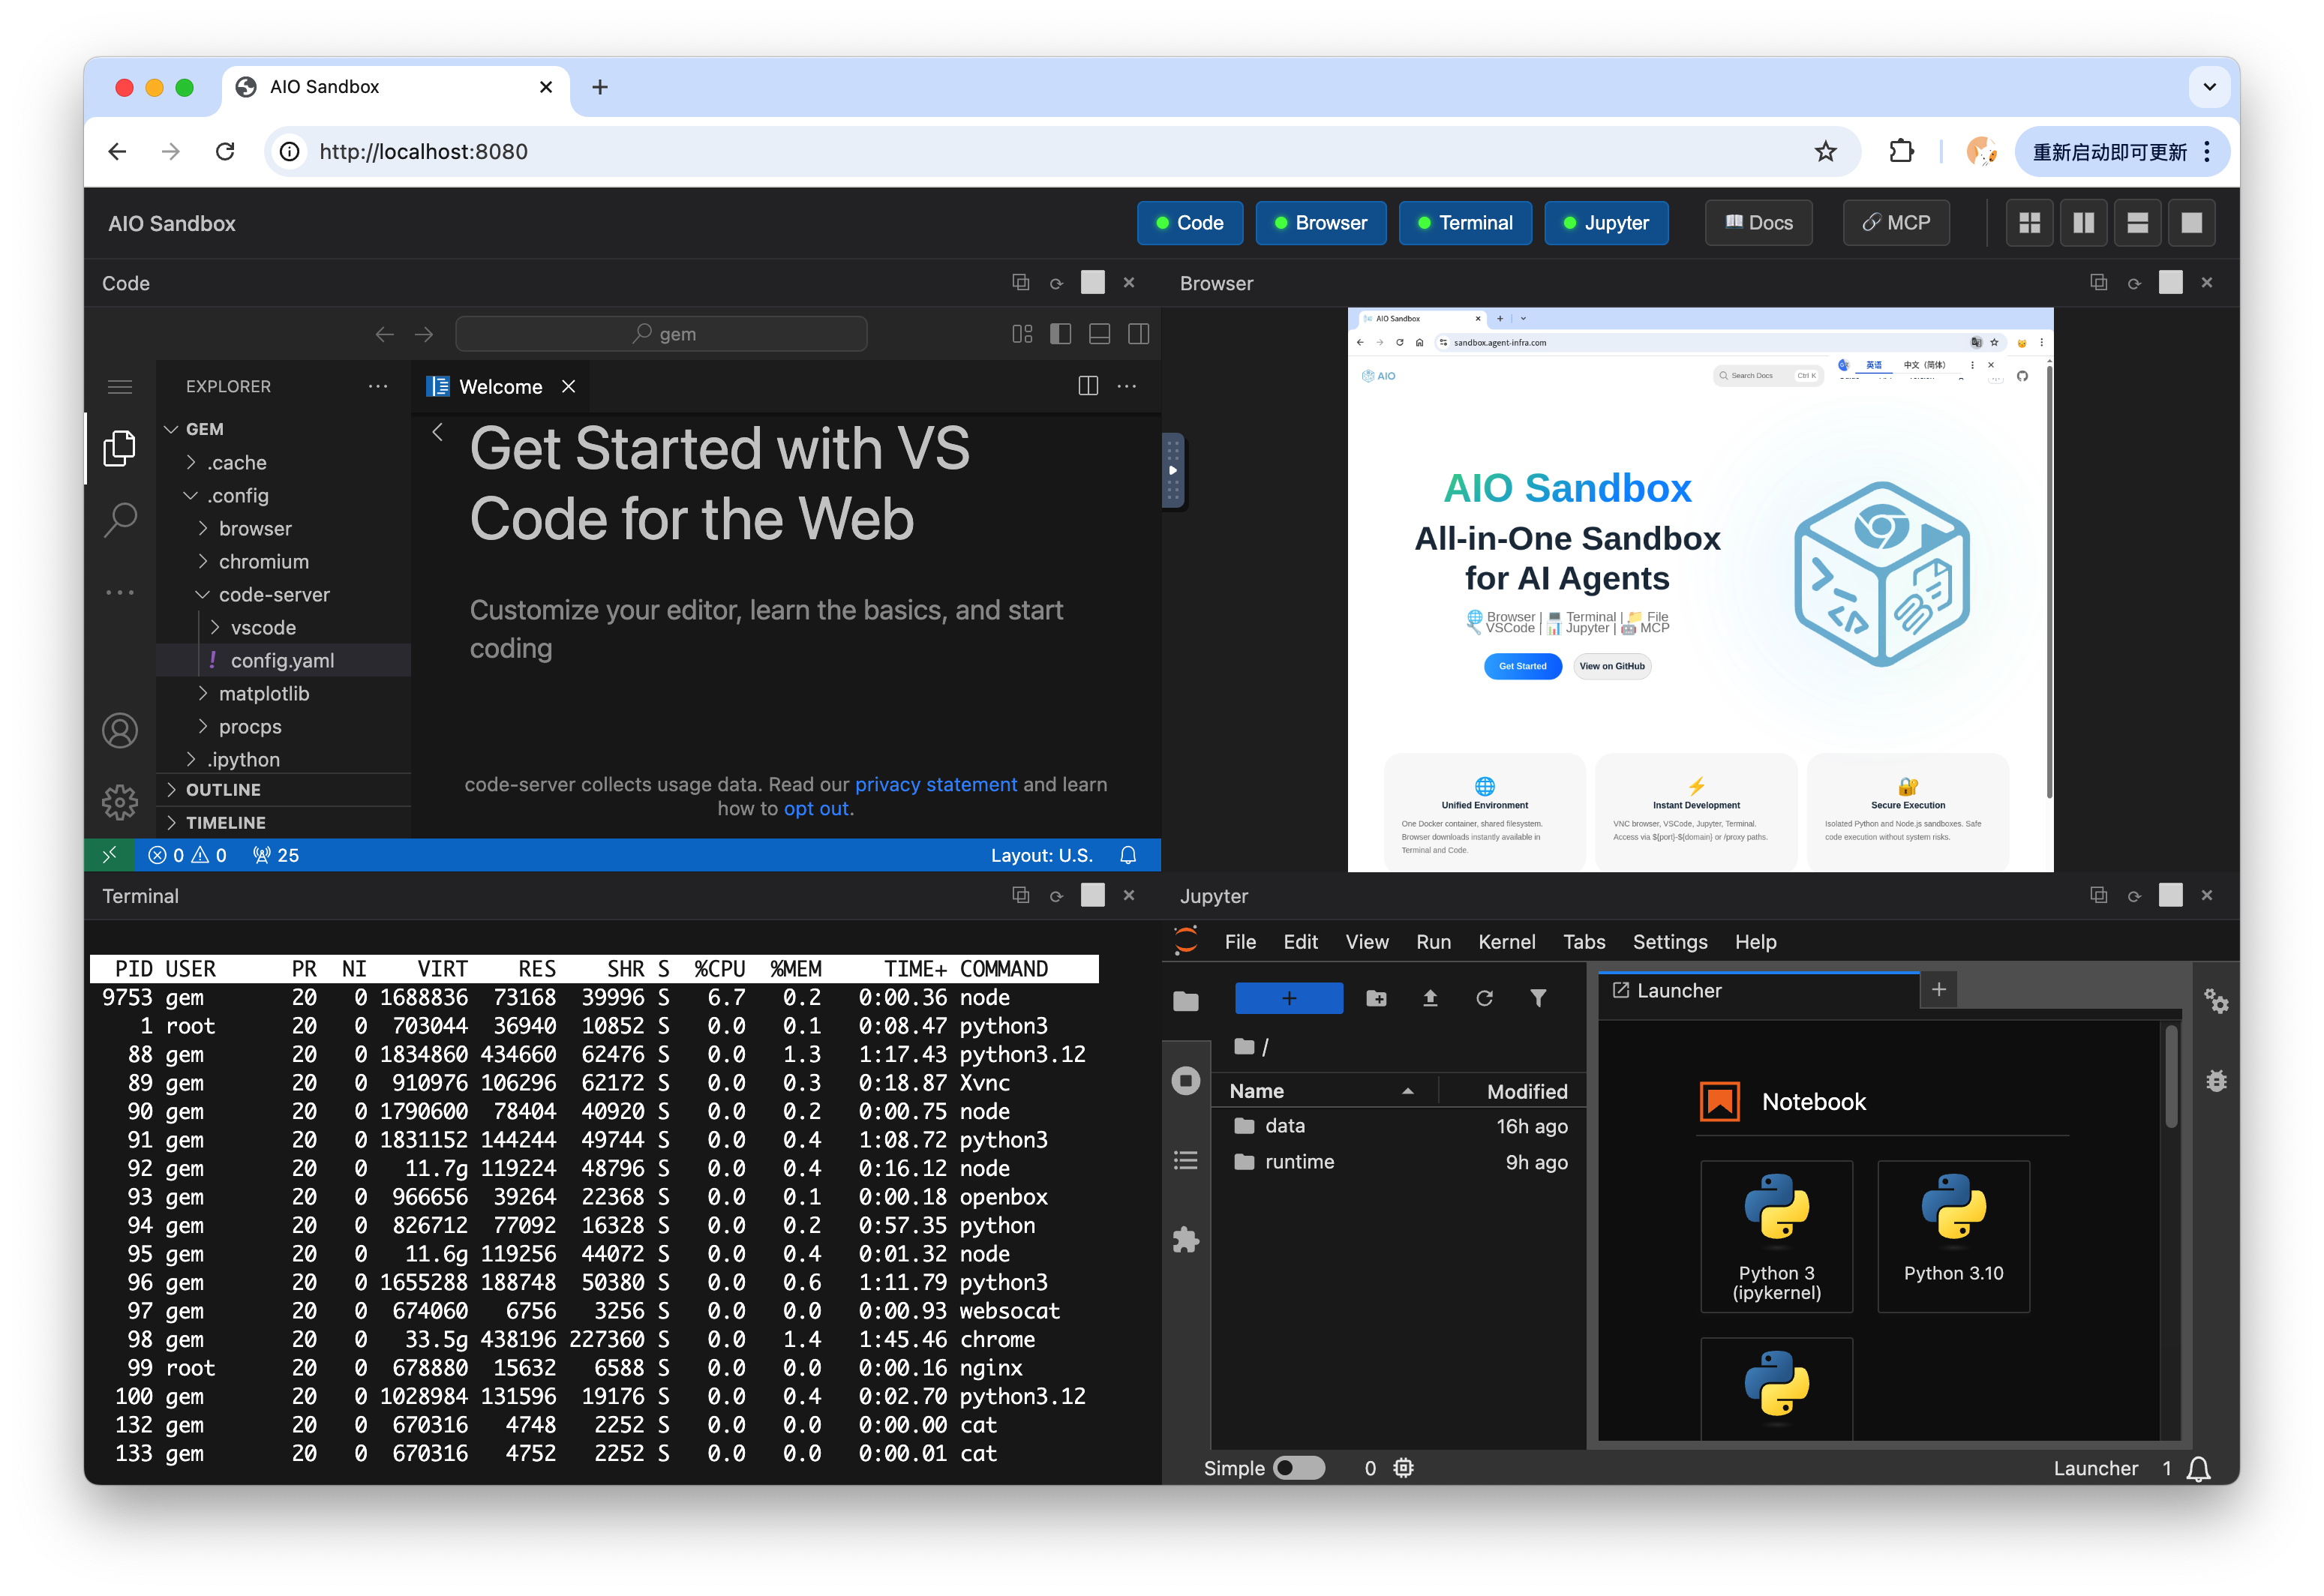 AIO Sandbox
http://localhost:8080
重新启动即可更新
AIO Sandbox
Code
Browser
Terminal
Jupyter
Docs
MCP
Code
gem
EXPLORER
Welcome
GEM
.cache
.config
browser
chromium
code-server
vscode
! config.yaml
matplotlib
procps
.ipython
OUTLINE
TIMELINE
Get Started with VS
Code for the Web
Customize your editor, learn the basics, and start
coding
code-server collects usage data. Read our privacy statement and learn
how to opt out.
0 0 25
Layout: U.S.
Browser
AIO Sandbox
sandbox.agent-infra.com
英语 中文（简体）
AIO
Search Docs Ctrl K
AIO Sandbox
All-in-One Sandbox
for AI Agents
Browser | Terminal | File
VSCode | Jupyter | MCP
Get Started
View on GitHub
Unified Environment
One Docker container, shared filesystem.
Browser downloads instantly available in
Terminal and Code.
Instant Development
VNC browser, VSCode, Jupyter, Terminal.
Access via ${port}-${domain} or /proxy paths.
Secure Execution
Isolated Python and Node.js sandboxes. Safe
code execution without system risks.
Terminal
PID USER PR NI VIRT RES SHR S %CPU %MEM TIME+ COMMAND
9753 gem 20 0 1688836 73168 39996 S 6.7 0.2 0:00.36 node
1 root 20 0 703044 36940 10852 S 0.0 0.1 0:08.47 python3
88 gem 20 0 1834860 434660 62476 S 0.0 1.3 1:17.43 python3.12
89 gem 20 0 910976 106296 62172 S 0.0 0.3 0:18.87 Xvnc
90 gem 20 0 1790600 78404 40920 S 0.0 0.2 0:00.75 node
91 gem 20 0 1831152 144244 49744 S 0.0 0.4 1:08.72 python3
92 gem 20 0 11.7g 119224 48796 S 0.0 0.4 0:16.12 node
93 gem 20 0 966656 39264 22368 S 0.0 0.1 0:00.18 openbox
94 gem 20 0 826712 77092 16328 S 0.0 0.2 0:57.35 python
95 gem 20 0 11.6g 119256 44072 S 0.0 0.4 0:01.32 node
96 gem 20 0 1655288 188748 50380 S 0.0 0.6 1:11.79 python3
97 gem 20 0 674060 6756 3256 S 0.0 0.0 0:00.93 websocat
98 gem 20 0 33.5g 438196 227360 S 0.0 1.4 1:45.46 chrome
99 root 20 0 678880 15632 6588 S 0.0 0.0 0:00.16 nginx
100 gem 20 0 1028984 131596 19176 S 0.0 0.4 0:02.70 python3.12
132 gem 20 0 670316 4748 2252 S 0.0 0.0 0:00.00 cat
133 gem 20 0 670316 4752 2252 S 0.0 0.0 0:00.01 cat
Jupyter
File Edit View Run Kernel Tabs Settings Help
/
Name Modified
data 16h ago
runtime 9h ago
Launcher
Notebook
Python 3
(ipykernel)
Python 3.10
Simple 0
Launcher 1